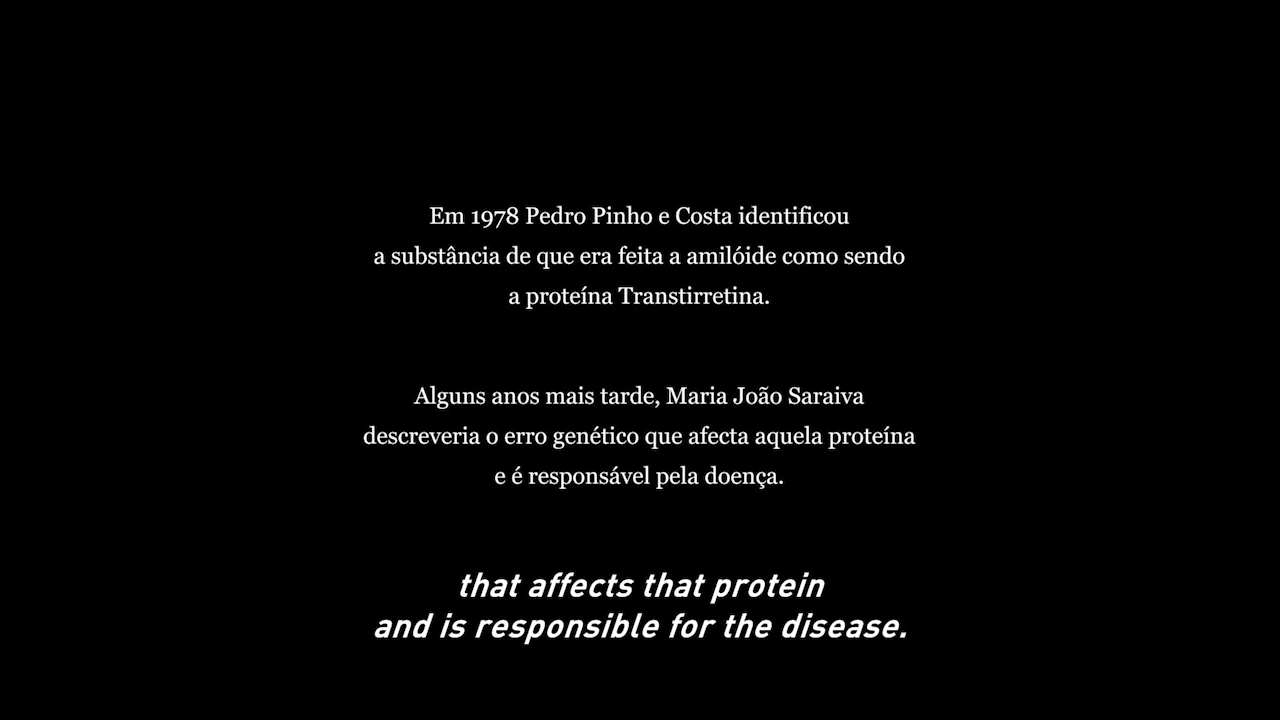 Em 1978 Pedro Pinho e Costa identificou
a substância de que era feita a amilóide como sendo
a proteína Transtirretina.
Alguns anos mais tarde, Maria João Saraiva
descreveria o erro genético que afecta aquela proteína
e é responsável pela doença.
that affects that protein
and is responsible for the disease.